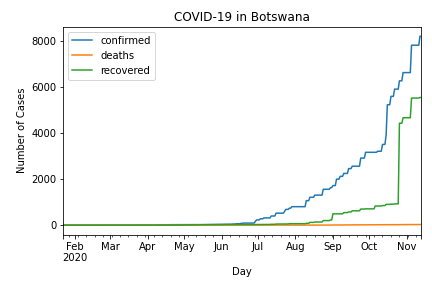 COVID-19 in Botswana
confirmed
deaths
recovered
Number of Cases
8000
6000
4000
2000
0
Feb Mar Apr May Jun Jul Aug Sep Oct Nov
2020
Day